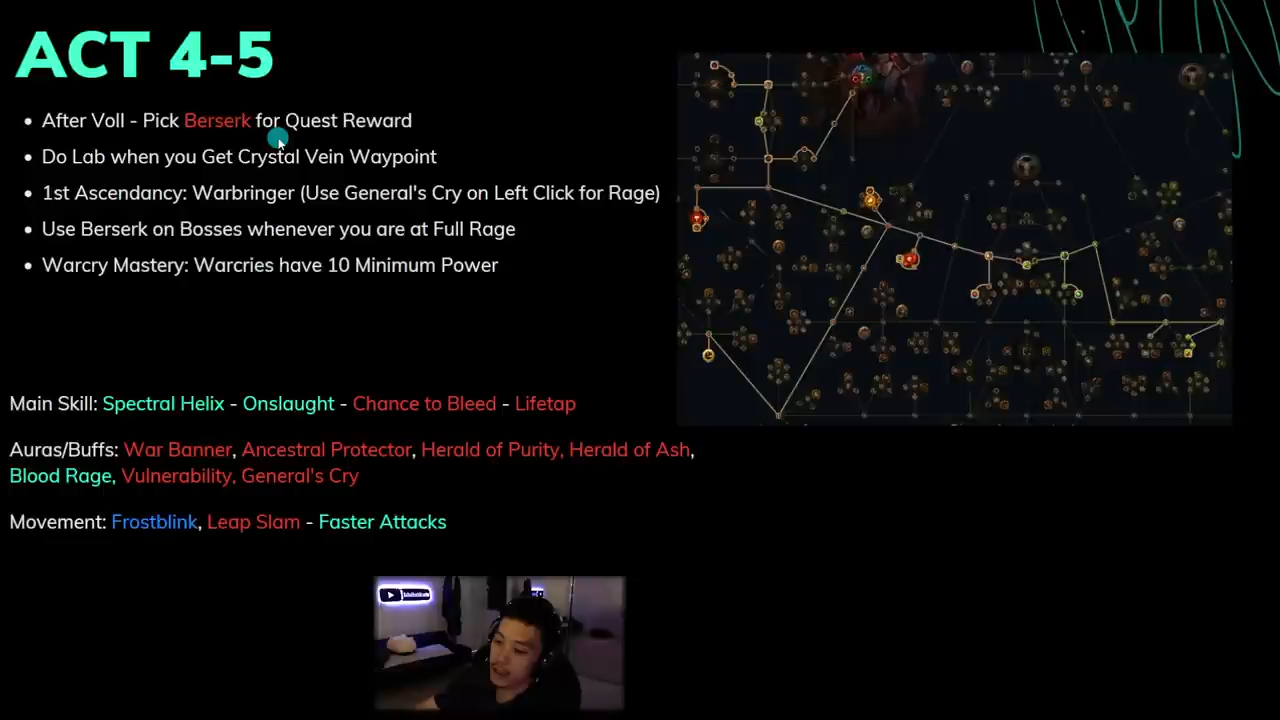 ACT 4-5
• After Voll - Pick Berserk for Quest Reward
• Do Lab when you Get Crystal Vein Waypoint
• 1st Ascendancy: Warbringer (Use General's Cry on Left Click for Rage)
• Use Berserk on Bosses whenever you are at Full Rage
• Warcry Mastery: Warcries have 10 Minimum Power
Main Skill: Spectral Helix - Onslaught - Chance to Bleed - Lifetap
Auras/Buffs: War Banner, Ancestral Protector, Herald of Purity, Herald of Ash,
Blood Rage, Vulnerability, General's Cry
Movement: Frostblink, Leap Slam - Faster Attacks